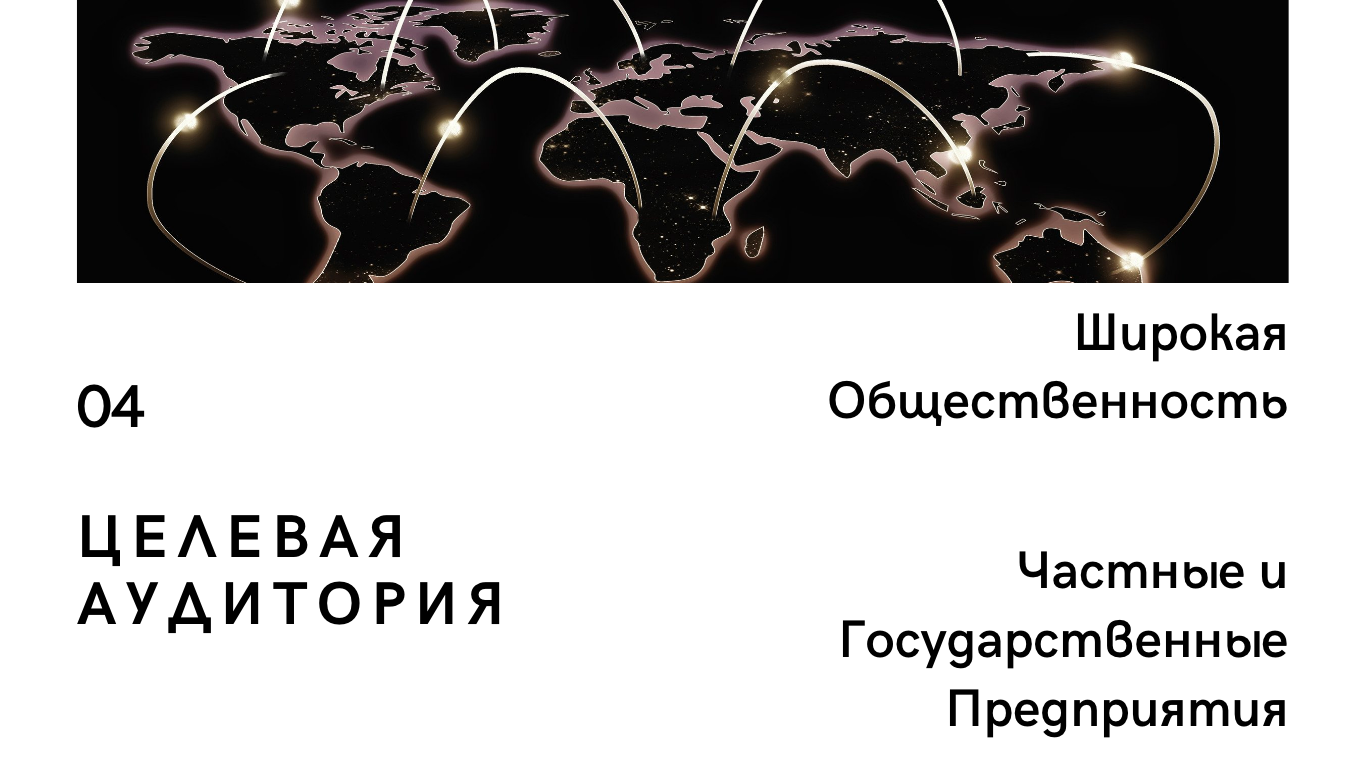 04
ЦЕЛЕВАЯ
АУДИТОРИЯ
Широкая
Общественность
Частные и
Государственные
Предприятия